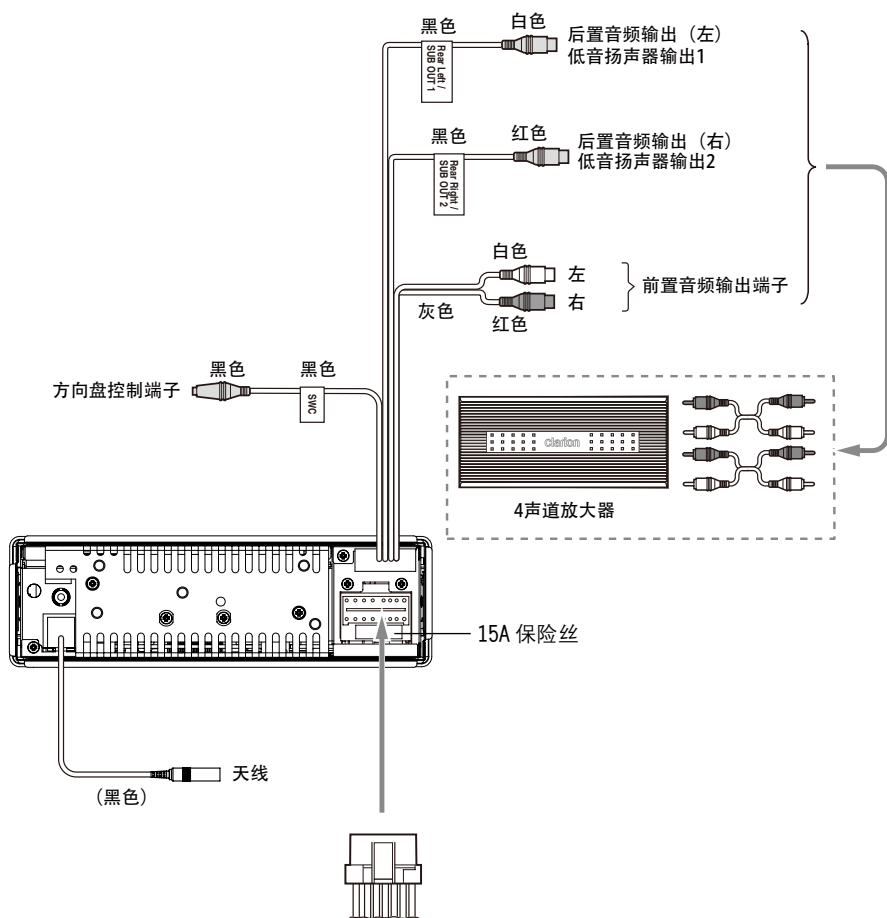 黑色
白色
后置音频输出（左）
低音扬声器输出1
Rear Left /
SUB OUT 1
黑色
红色
后置音频输出（右）
低音扬声器输出2
Rear Right /
SUB OUT 2
白色
左
右
前置音频输出端子
灰色
红色
黑色
黑色
方向盘控制端子
SWC
clarion
4声道放大器
15A 保险丝
天线
(黑色)